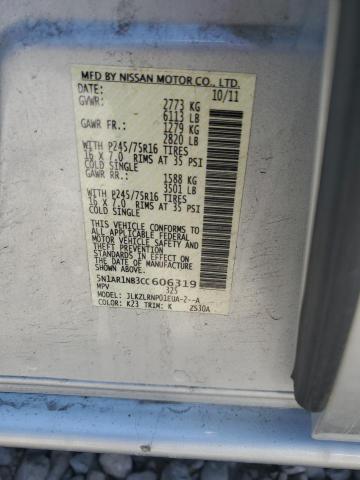 MFD BY NISSAN MOTOR CO., LTD.
DATE: 10/11
GVWR: 2773 KG
6113 LB
GAWR FR.: 1279 KG
2820 LB
WITH P245/75R16 TIRES
16 X 7.0 RIMS AT 35 PSI
COLD SINGLE
GAWR RR.: 1588 KG
3501 LB
WITH P245/75R16 TIRES
16 X 7.0 RIMS AT 35 PSI
COLD SINGLE
THIS VEHICLE CONFORMS
TO ALL APPLICABLE FEDERAL
MOTOR VEHICLE SAFETY AND
THEFT PREVENTION
STANDARDS IN EFFECT ON
THE DATE OF MANUFACTURE
SHOWN ABOVE.
5N1AR1NB3CC606319
MPV 325
MODEL: JLKZLRNP01EUA-2--A
COLOR: K23 TRIM: K ZS30A